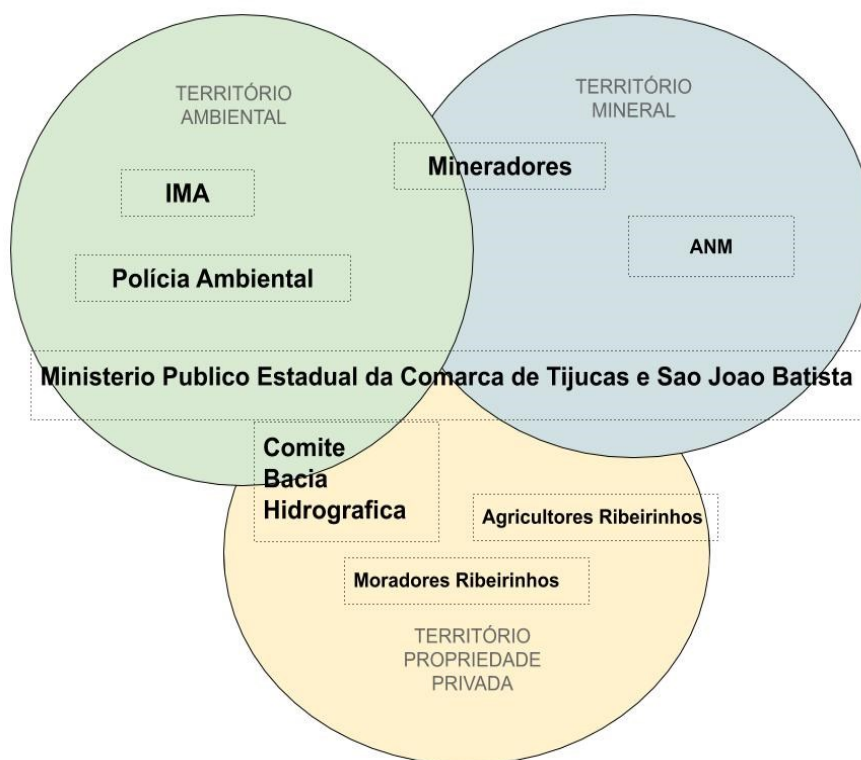 TERRITÓRIO
AMBIENTAL
TERRITÓRIO
MINERAL
Mineradores
IMA
ANM
Polícia Ambiental
Ministerio Publico Estadual da Comarca de Tijucas e Sao Joao Batista
Comite
Bacia
Hidrografica
Agricultores Ribeirinhos
Moradores Ribeirinhos
TERRITÓRIO
PROPRIEDADE
PRIVADA